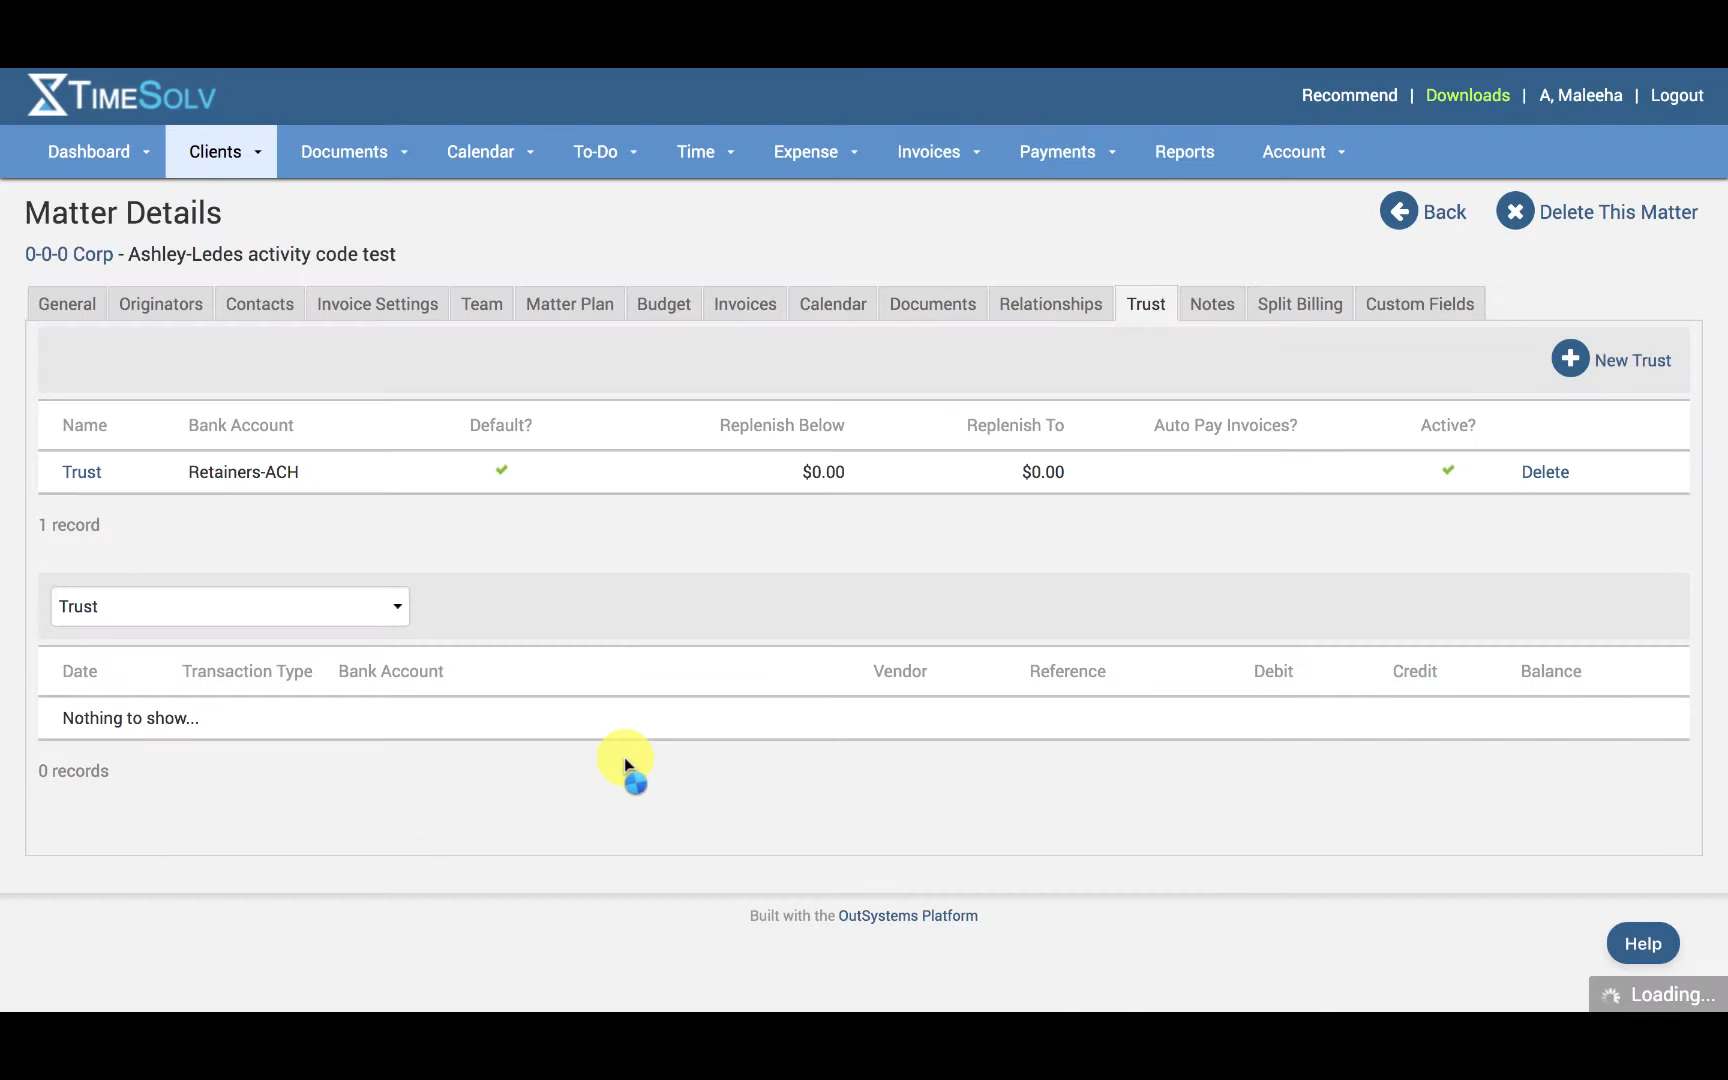 TIMESOLV
Recommend | Downloads | A, Maleeha | Logout
Dashboard Clients Documents Calendar To-Do Time Expense Invoices Payments Reports Account
Matter Details
Back Delete This Matter
0-0-0 Corp - Ashley-Ledes activity code test
General Originators Contacts Invoice Settings Team Matter Plan Budget Invoices Calendar Documents Relationships Trust Notes Split Billing Custom Fields
New Trust
Name Bank Account Default? Replenish Below Replenish To Auto Pay Invoices? Active?
Trust Retainers-ACH $0.00 $0.00 Delete
1 record
Trust
Date Transaction Type Bank Account Vendor Reference Debit Credit Balance
Nothing to show...
0 records
Built with the OutSystems Platform
Help
Loading...